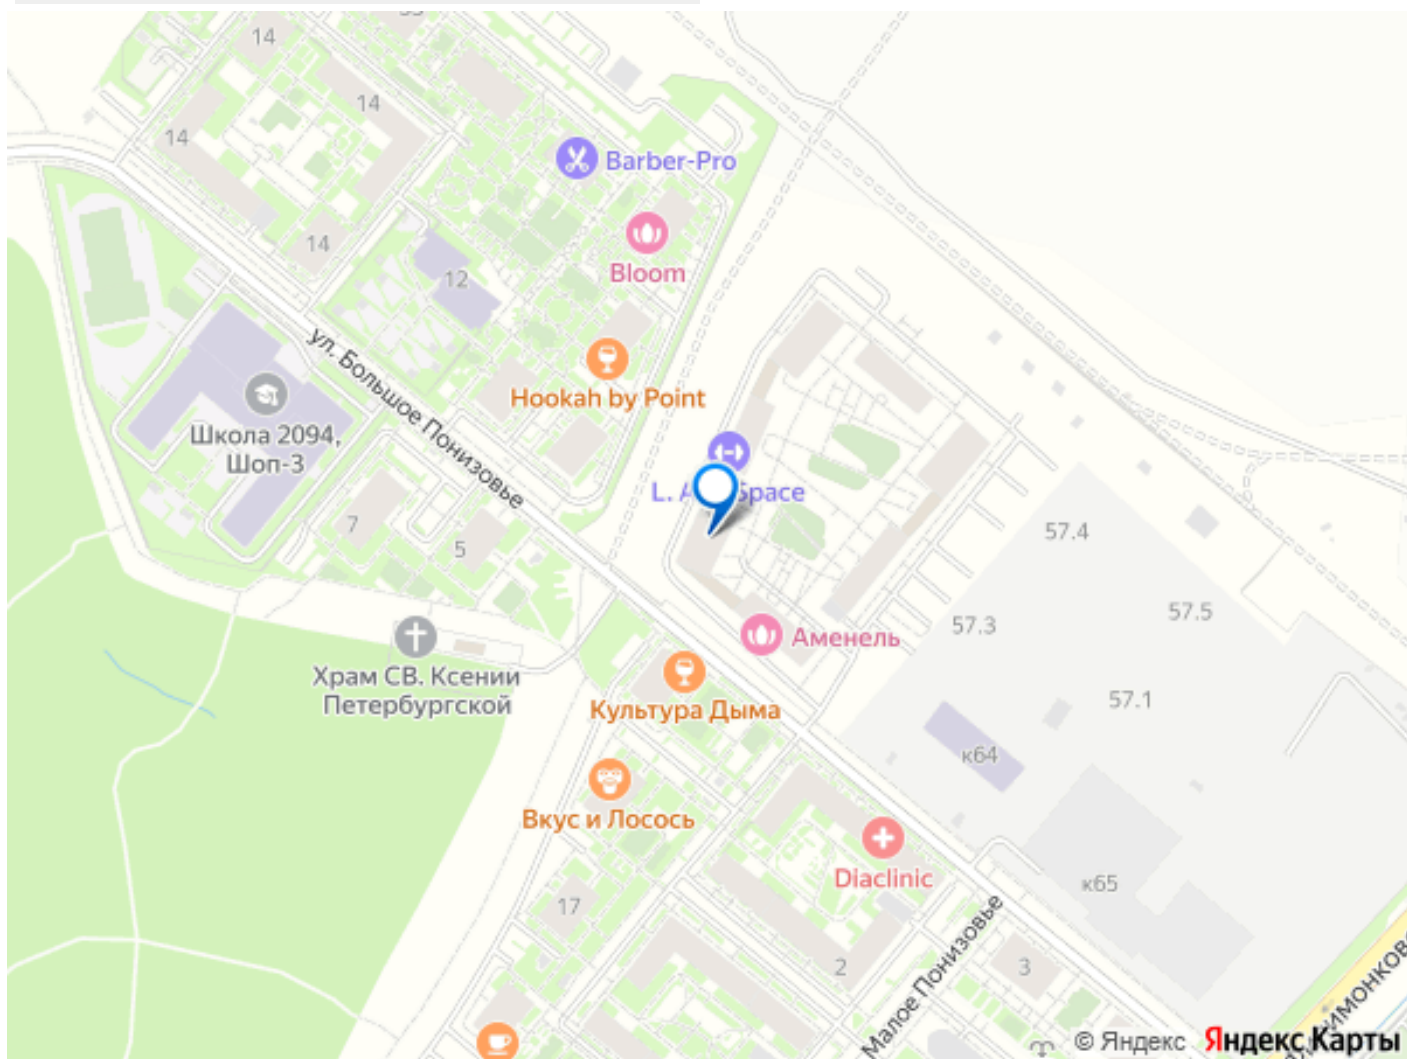 14
14
14
Barber-Pro
14
Bloom
12
ул. Большое Понизовье
Hookah by Point
Школа 2094,
Шоп-3
Space
7
5
57.4
57.5
57.3
Аменель
Храм СВ. Ксении
Петербургской
Культура Дыма
57.1
к64
Вкус и Лосось
Diaclinic
к65
17
2
3
Малое Понизовье
© Яндекс Яндекс Карты